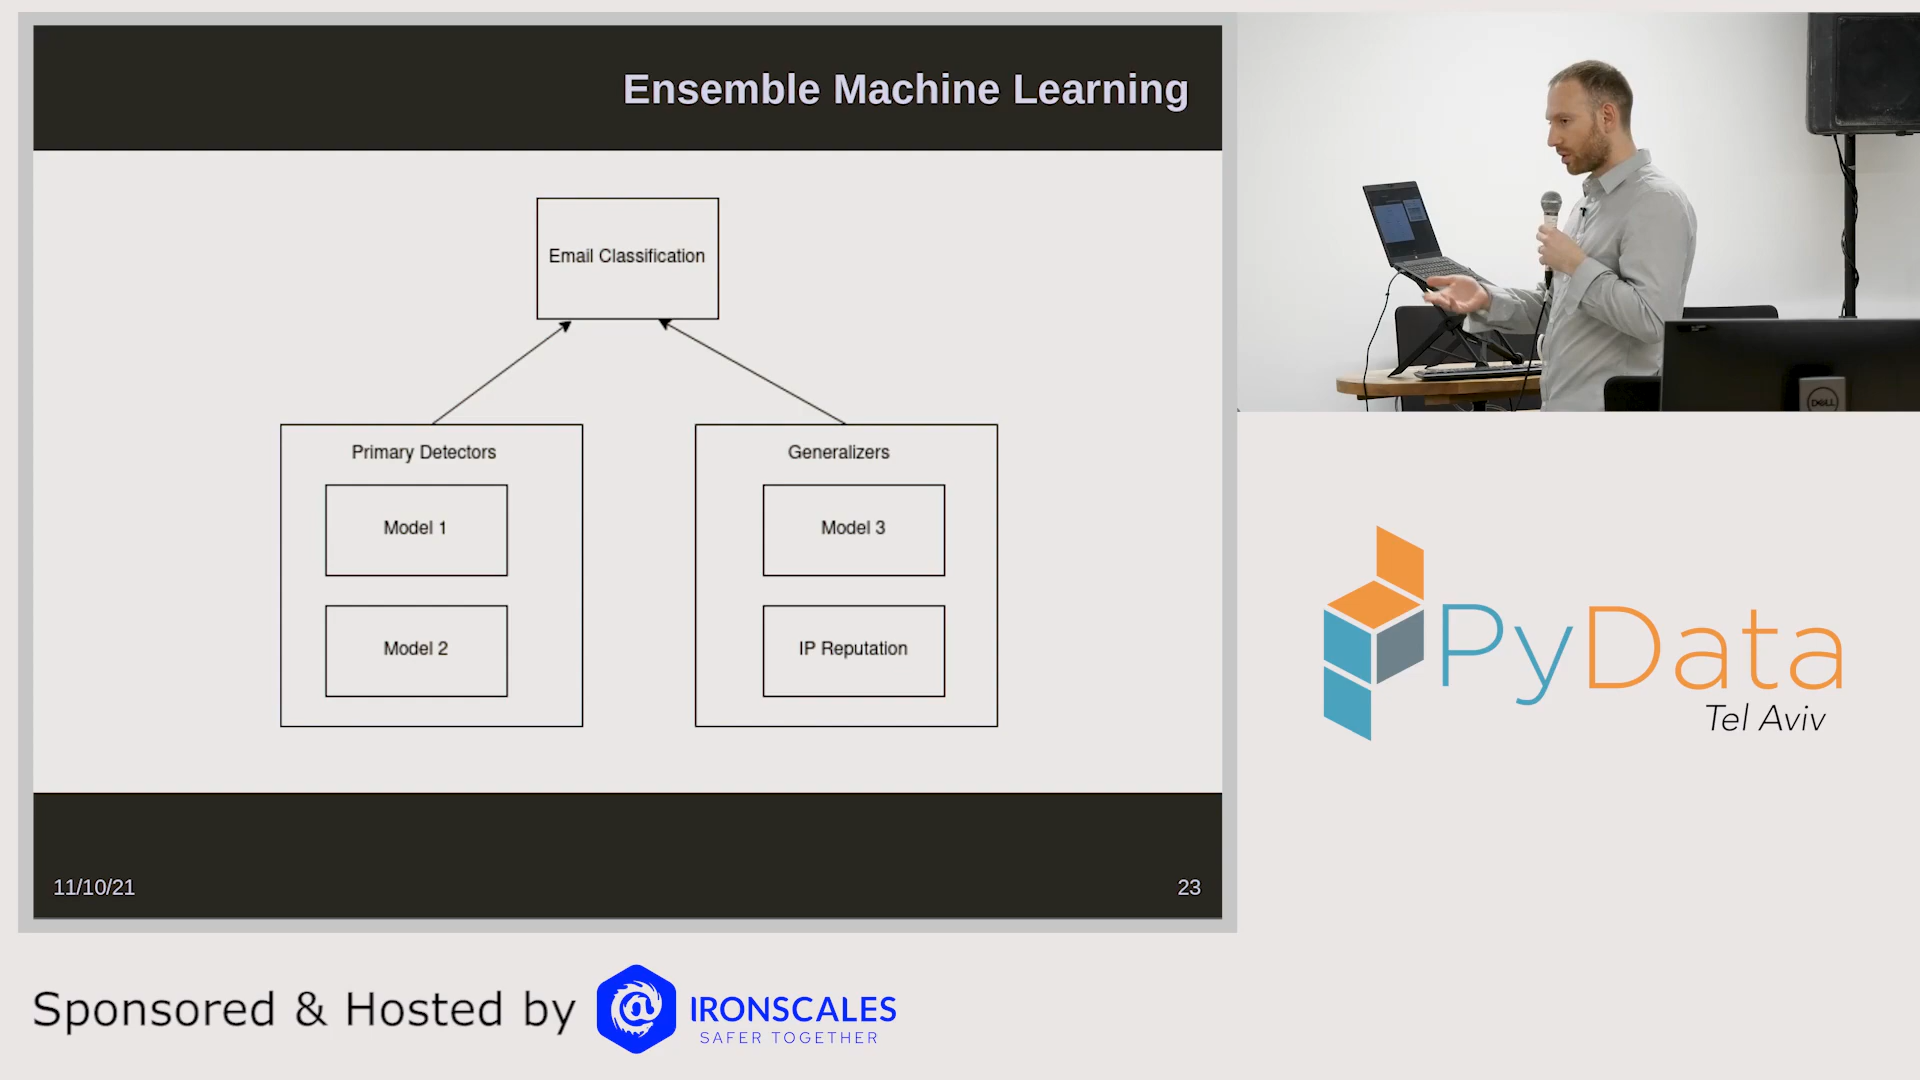 Ensemble Machine Learning
Email Classification
Primary Detectors
Model 1
Model 2
Generalizers
Model 3
IP Reputation
11/10/21
23
DELL
PyData
Tel Aviv
Sponsored & Hosted by
IRONSCALES
SAFER TOGETHER